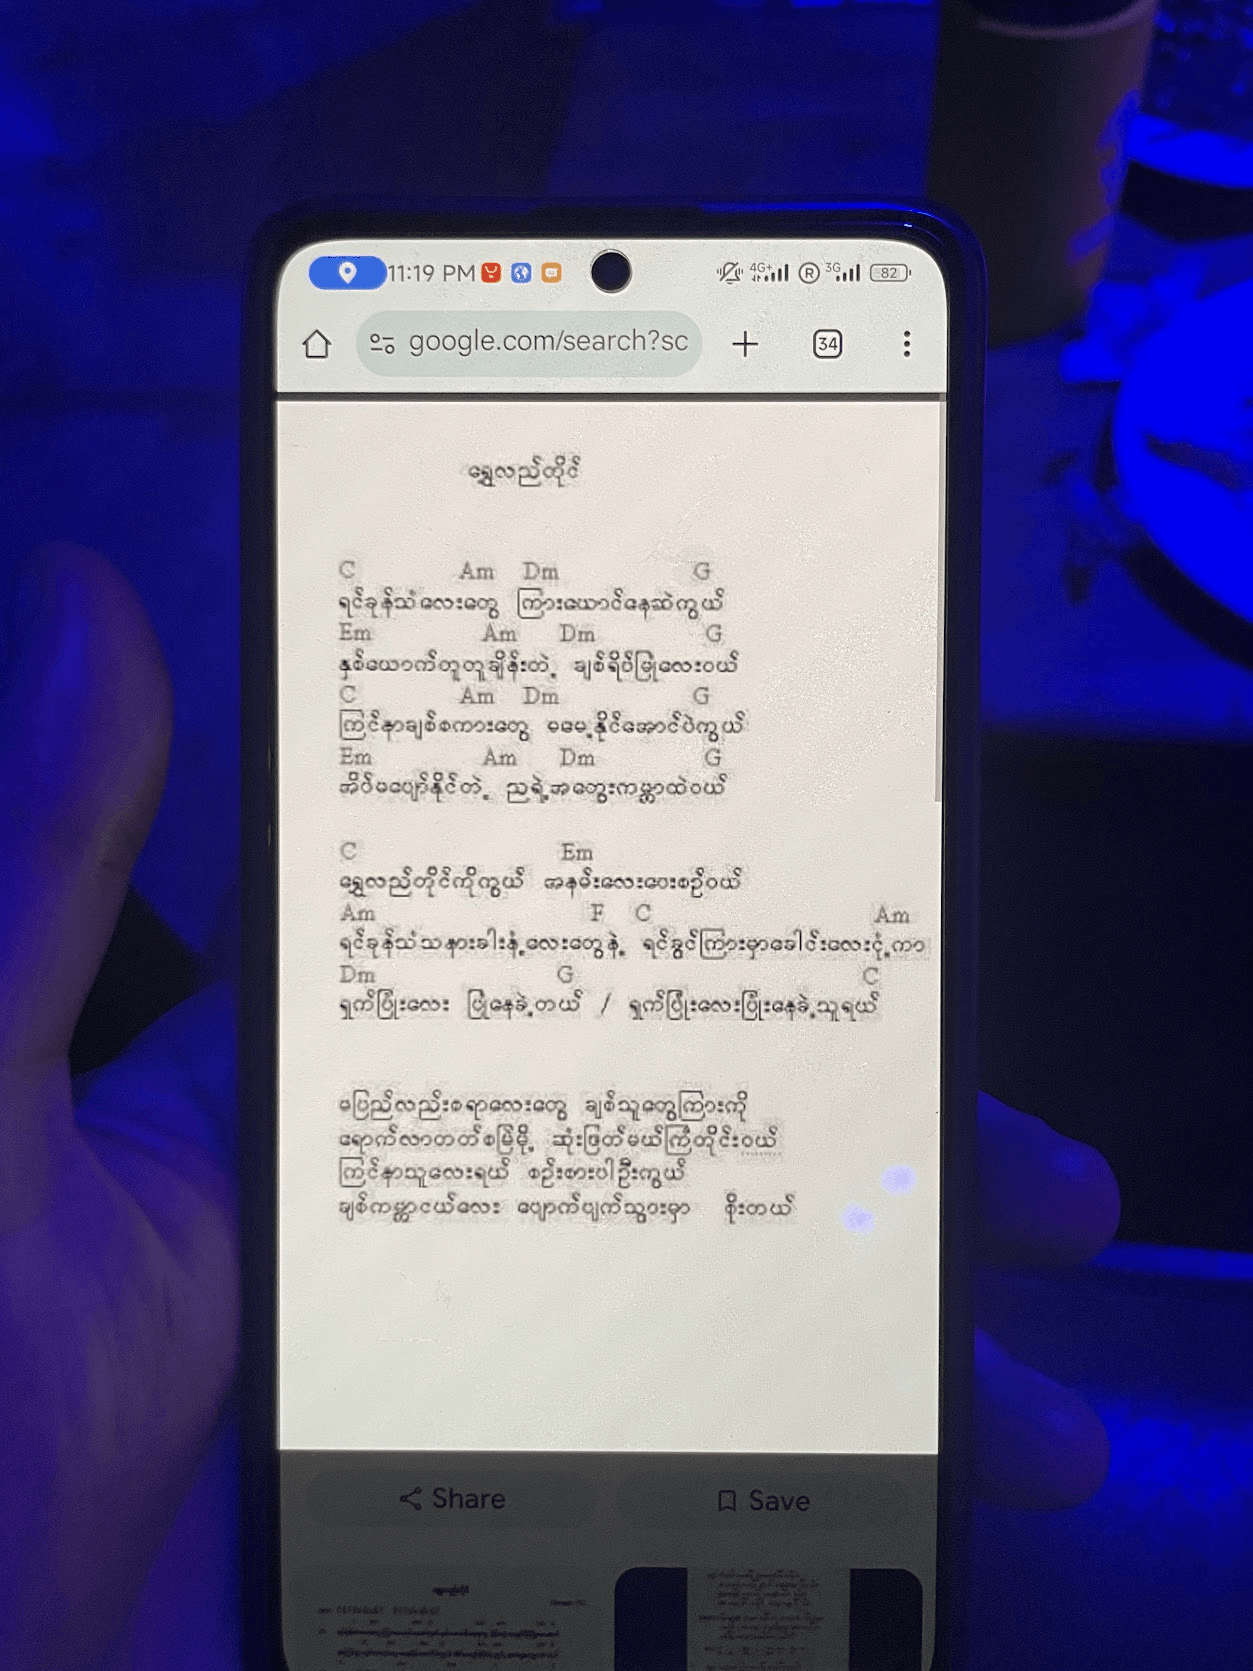 11:19 PM 4G+ R 3G 82
google.com/search?sc 34
ရွှေလည်တိုင်
C Am Dm G
ရင်ခုန်သံလေးတွေ ကြားယောင်နေဆဲကွယ်
Em Am Dm G
နှစ်ယောက်တူတူချိန်းတဲ့ ချစ်ရိပ်မြုံလေးဝယ်
C Am Dm G
ကြင်နာချစ်စကားတွေ မမေ့နိုင်အောင်ပဲကွယ်
Em Am Dm G
အိပ်မပျော်နိုင်တဲ့ ညရဲ့အတွေးကမ္ဘာထဲဝယ်
C Em
ရွှေလည်တိုင်ကိုကွယ် အနမ်းလေးပေးစဉ်ဝယ်
Am F C Am
ရင်ခုန်သံသနားခါးနံ့လေးတွေနဲ့ ရင်ခွင်ကြားမှာခေါင်းလေးငုံ့ကာ
Dm G C
ရှက်ပြုံးလေး ပြုံနေခဲ့တယ် / ရှက်ပြုံးလေးပြုံးနေခဲ့သူရယ်
မပြည်လည်းစရာလေးတွေ ချစ်သူတွေကြားကို
ရောက်လာတတ်စမြဲမို့ ဆုံးဖြတ်မယ်ကြံတိုင်းဝယ်
ကြင်နာသူလေးရယ် စဉ်းစားပါဦးကွယ်
ချစ်ကမ္ဘာငယ်လေး ပျောက်ပျက်သွားမှာ စိုးတယ်
Share Save